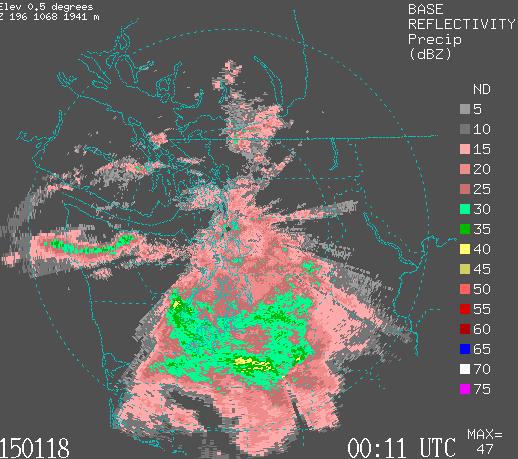 Elev 0.5 degrees
Z 196 1068 1941 m
BASE
REFLECTIVITY
Precip
(dBZ)
ND
5
10
15
20
25
30
35
40
45
50
55
60
65
70
75
150118
00:11 UTC
MAX=
47